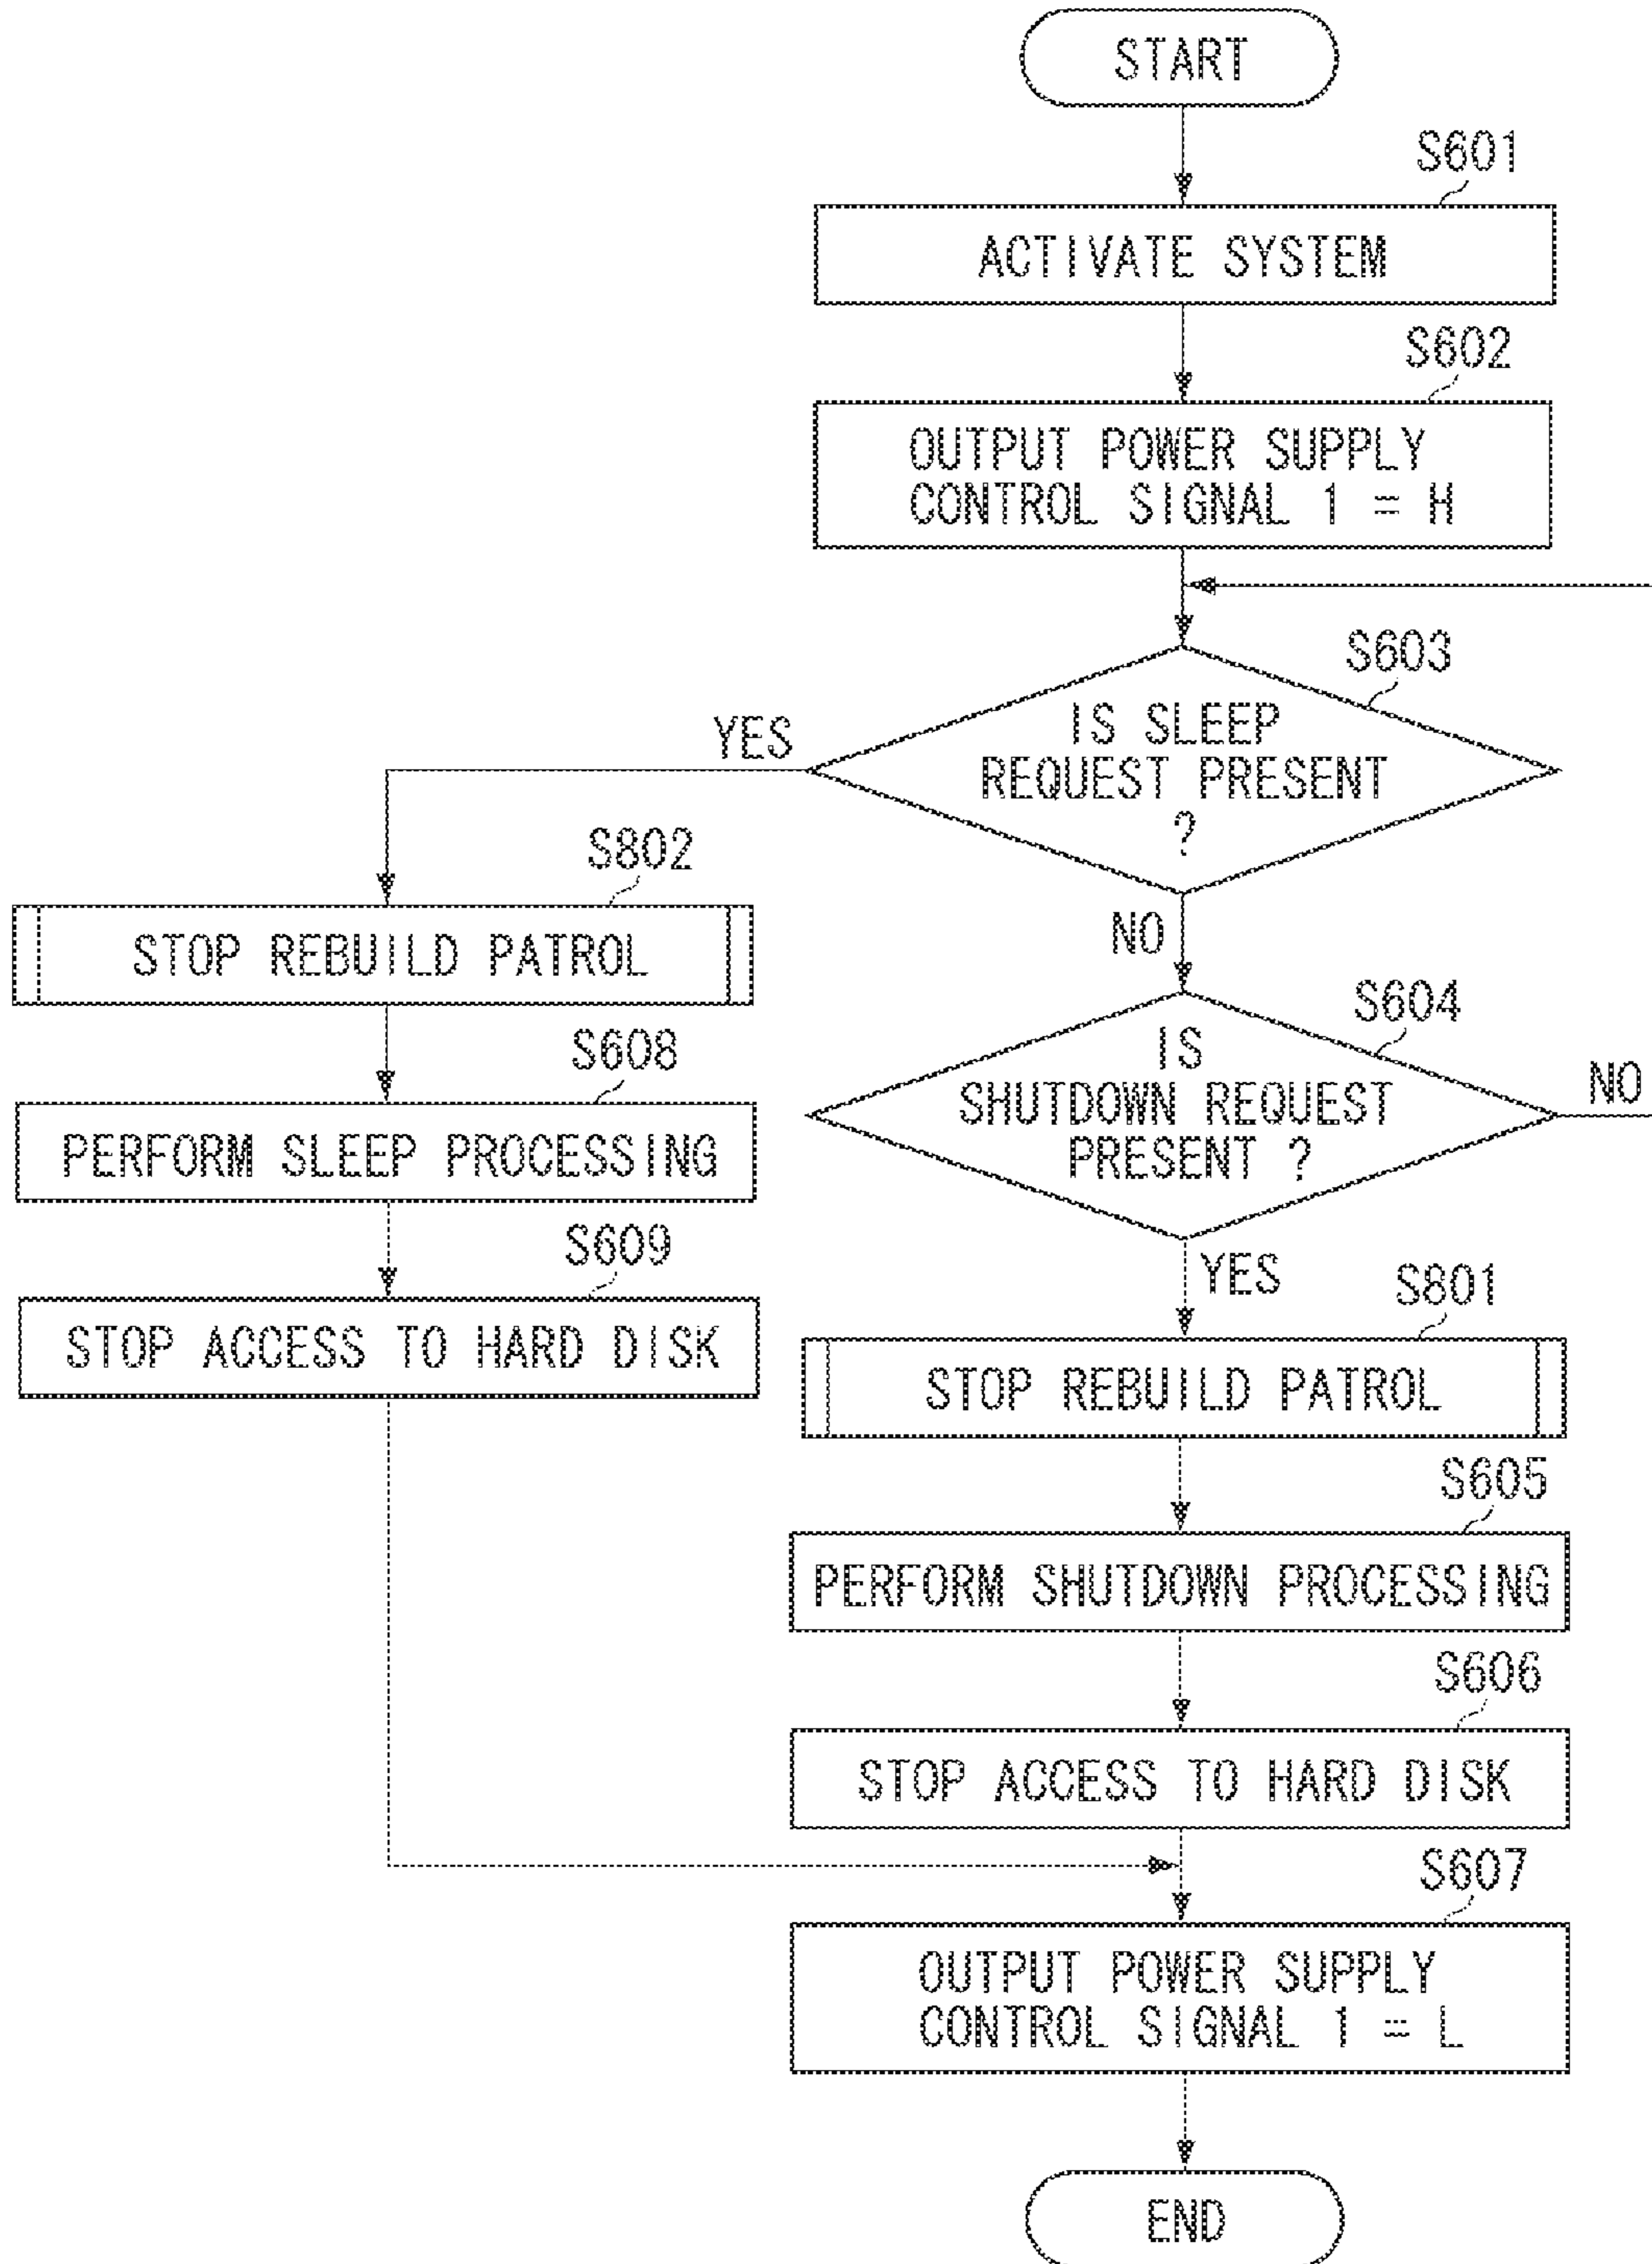 START
S601
ACTIVATE SYSTEM
S602
OUTPUT POWER SUPPLY
CONTROL SIGNAL 1 = H
S603
YES
IS SLEEP
REQUEST PRESENT
?
S802
NO
STOP REBUILD PATROL
S604
S608
IS
SHUTDOWN REQUEST
PRESENT ?
NO
PERFORM SLEEP PROCESSING
S609
YES
STOP ACCESS TO HARD DISK
S801
STOP REBUILD PATROL
S605
PERFORM SHUTDOWN PROCESSING
S606
STOP ACCESS TO HARD DISK
S607
OUTPUT POWER SUPPLY
CONTROL SIGNAL 1 = L
END